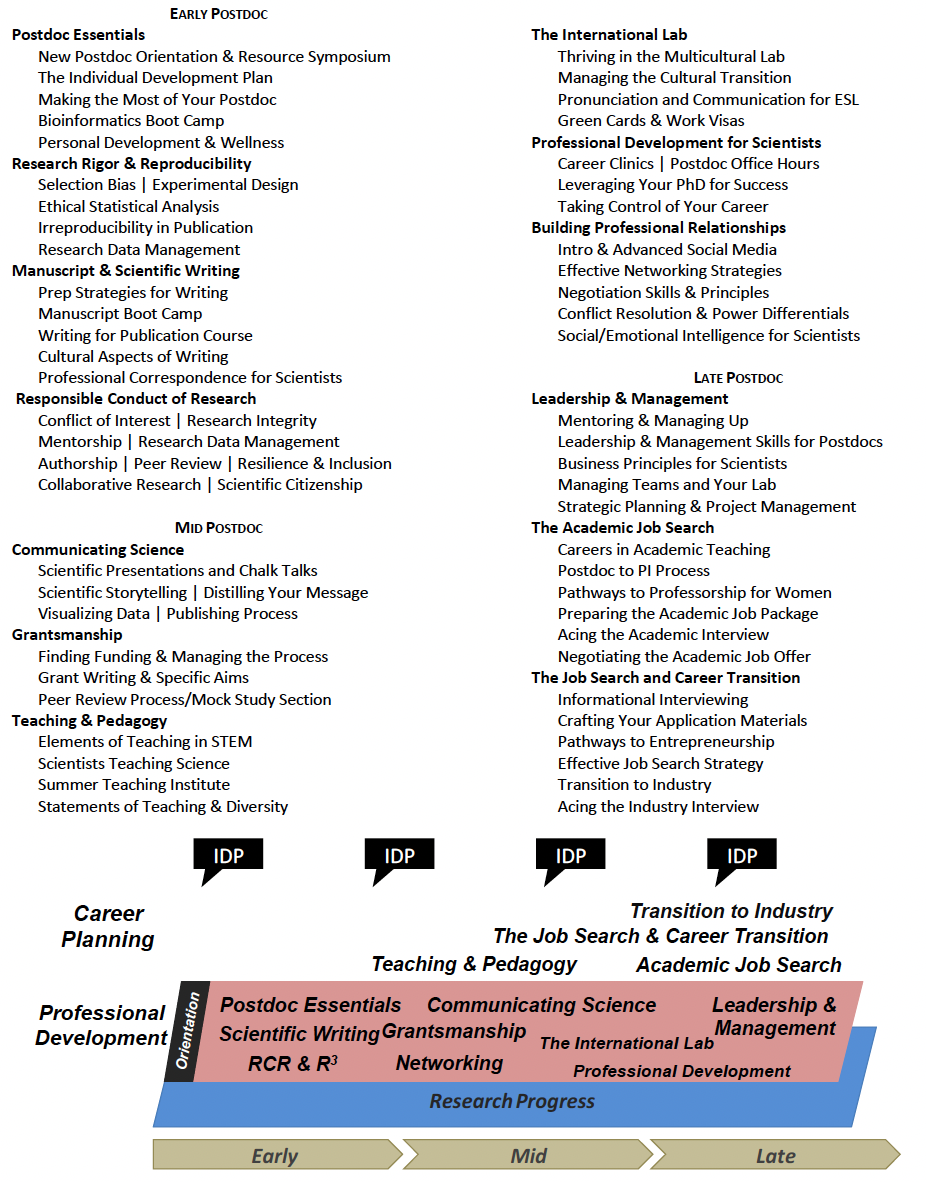 EARLY POSTDOC
Postdoc Essentials
New Postdoc Orientation & Resource Symposium
The Individual Development Plan
Making the Most of Your Postdoc
Bioinformatics Boot Camp
Personal Development & Wellness
Research Rigor & Reproducibility
Selection Bias | Experimental Design
Ethical Statistical Analysis
Irreproducibility in Publication
Research Data Management
Manuscript & Scientific Writing
Prep Strategies for Writing
Manuscript Boot Camp
Writing for Publication Course
Cultural Aspects of Writing
Professional Correspondence for Scientists
Responsible Conduct of Research
Conflict of Interest | Research Integrity
Mentorship | Research Data Management
Authorship | Peer Review | Resilience & Inclusion
Collaborative Research | Scientific Citizenship
MID POSTDOC
Communicating Science
Scientific Presentations and Chalk Talks
Scientific Storytelling | Distilling Your Message
Visualizing Data | Publishing Process
Grantsmanship
Finding Funding & Managing the Process
Grant Writing & Specific Aims
Peer Review Process/Mock Study Section
Teaching & Pedagogy
Elements of Teaching in STEM
Scientists Teaching Science
Summer Teaching Institute
Statements of Teaching & Diversity
The International Lab
Thriving in the Multicultural Lab
Managing the Cultural Transition
Pronunciation and Communication for ESL
Green Cards & Work Visas
Professional Development for Scientists
Career Clinics | Postdoc Office Hours
Leveraging Your PhD for Success
Taking Control of Your Career
Building Professional Relationships
Intro & Advanced Social Media
Effective Networking Strategies
Negotiation Skills & Principles
Conflict Resolution & Power Differentials
Social/Emotional Intelligence for Scientists
LATE POSTDOC
Leadership & Management
Mentoring & Managing Up
Leadership & Management Skills for Postdocs
Business Principles for Scientists
Managing Teams and Your Lab
Strategic Planning & Project Management
The Academic Job Search
Careers in Academic Teaching
Postdoc to PI Process
Pathways to Professorship for Women
Preparing the Academic Job Package
Acing the Academic Interview
Negotiating the Academic Job Offer
The Job Search and Career Transition
Informational Interviewing
Crafting Your Application Materials
Pathways to Entrepreneurship
Effective Job Search Strategy
Transition to Industry
Acing the Industry Interview
IDP
IDP
IDP
IDP
Career
Planning
Transition to Industry
The Job Search & Career Transition
Teaching & Pedagogy
Academic Job Search
Professional
Development
Orientation
Postdoc Essentials
Communicating Science
Leadership &
Management
Scientific Writing
Grantsmanship
The International Lab
RCR & R³
Networking
Professional Development
Research Progress
Early
Mid
Late